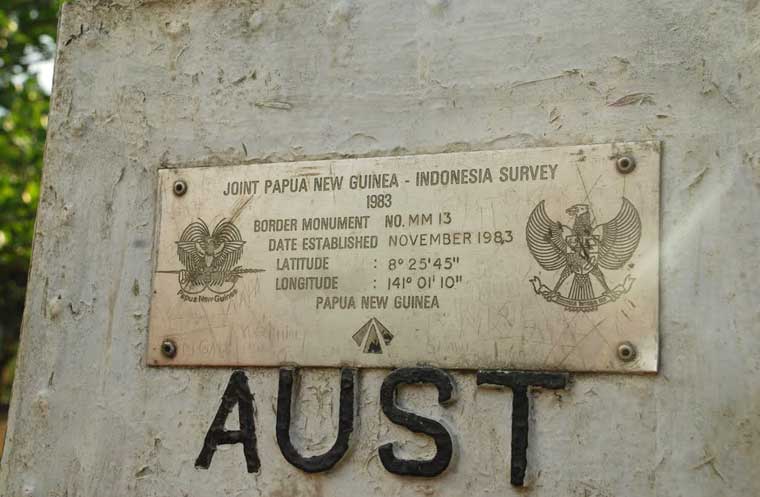 JOINT PAPUA NEW GUINEA - INDONESIA SURVEY
1983
BORDER MONUMENT NO. MM 13
DATE ESTABLISHED NOVEMBER 1983
LATITUDE : 8° 25' 45"
LONGITUDE : 141° 01' 10"
PAPUA NEW GUINEA
Papua New Guinea
AUST